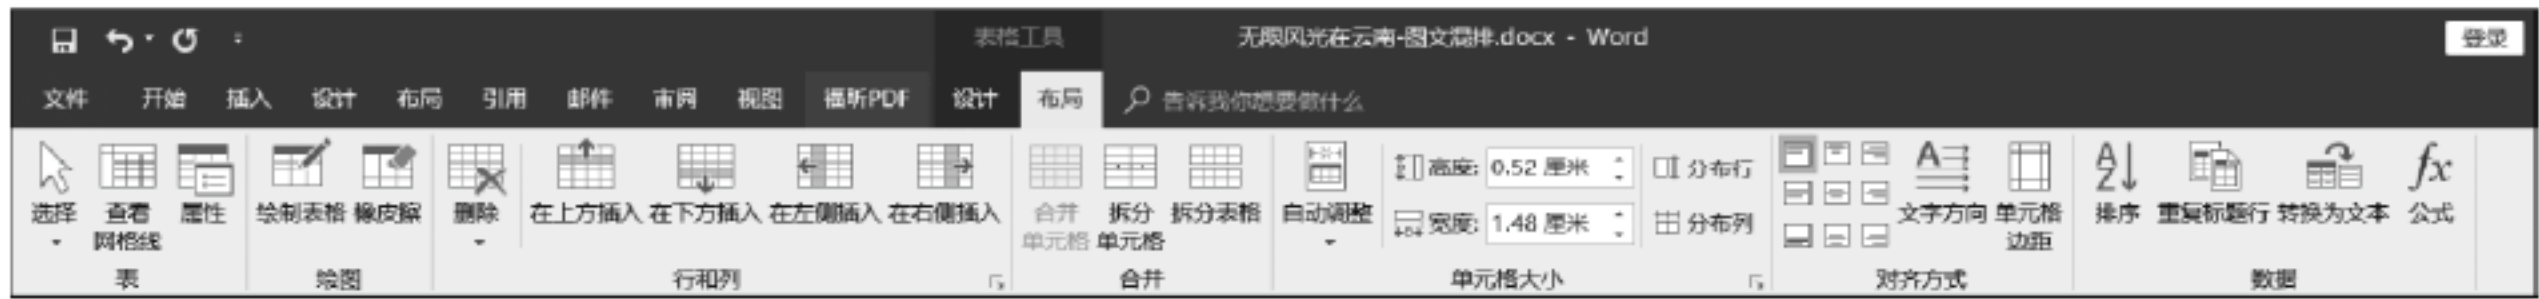 表格工具 无限风光在云南-图文混排.docx - Word 登录
文件 开始 插入 设计 布局 引用 邮件 审阅 视图 福昕PDF 设计 布局 告诉我你想要做什么
选择 查看网格线 属性 绘制表格 橡皮擦 删除 在上方插入 在下方插入 在左侧插入 在右侧插入 合并单元格 拆分单元格 拆分表格 自动调整 高度: 0.52 厘米 分布行 宽度: 1.48 厘米 分布列 文字方向 单元格边距 排序 重复标题行 转换为文本 公式
表 绘图 行和列 合并 单元格大小 对齐方式 数据